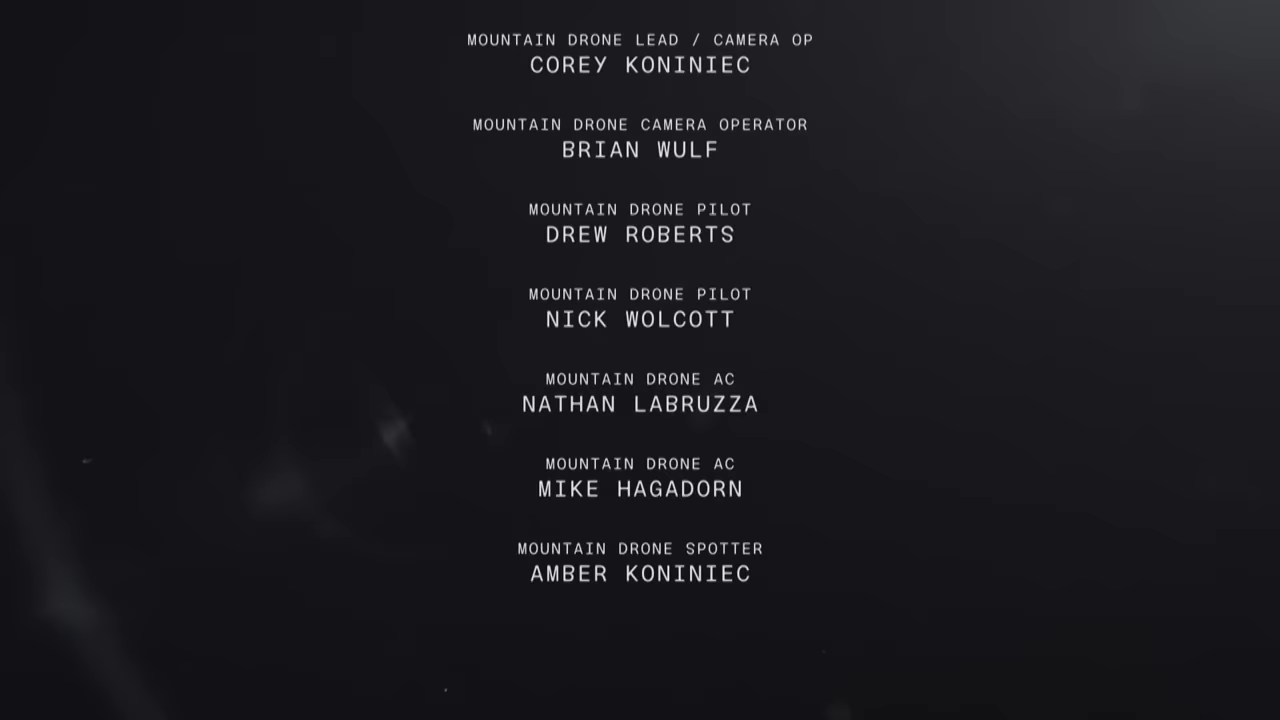 MOUNTAIN DRONE LEAD / CAMERA OP
COREY KONINIEC
MOUNTAIN DRONE CAMERA OPERATOR
BRIAN WULF
MOUNTAIN DRONE PILOT
DREW ROBERTS
MOUNTAIN DRONE PILOT
NICK WOLCOTT
MOUNTAIN DRONE AC
NATHAN LABRUZZA
MOUNTAIN DRONE AC
MIKE HAGADORN
MOUNTAIN DRONE SPOTTER
AMBER KONINIEC